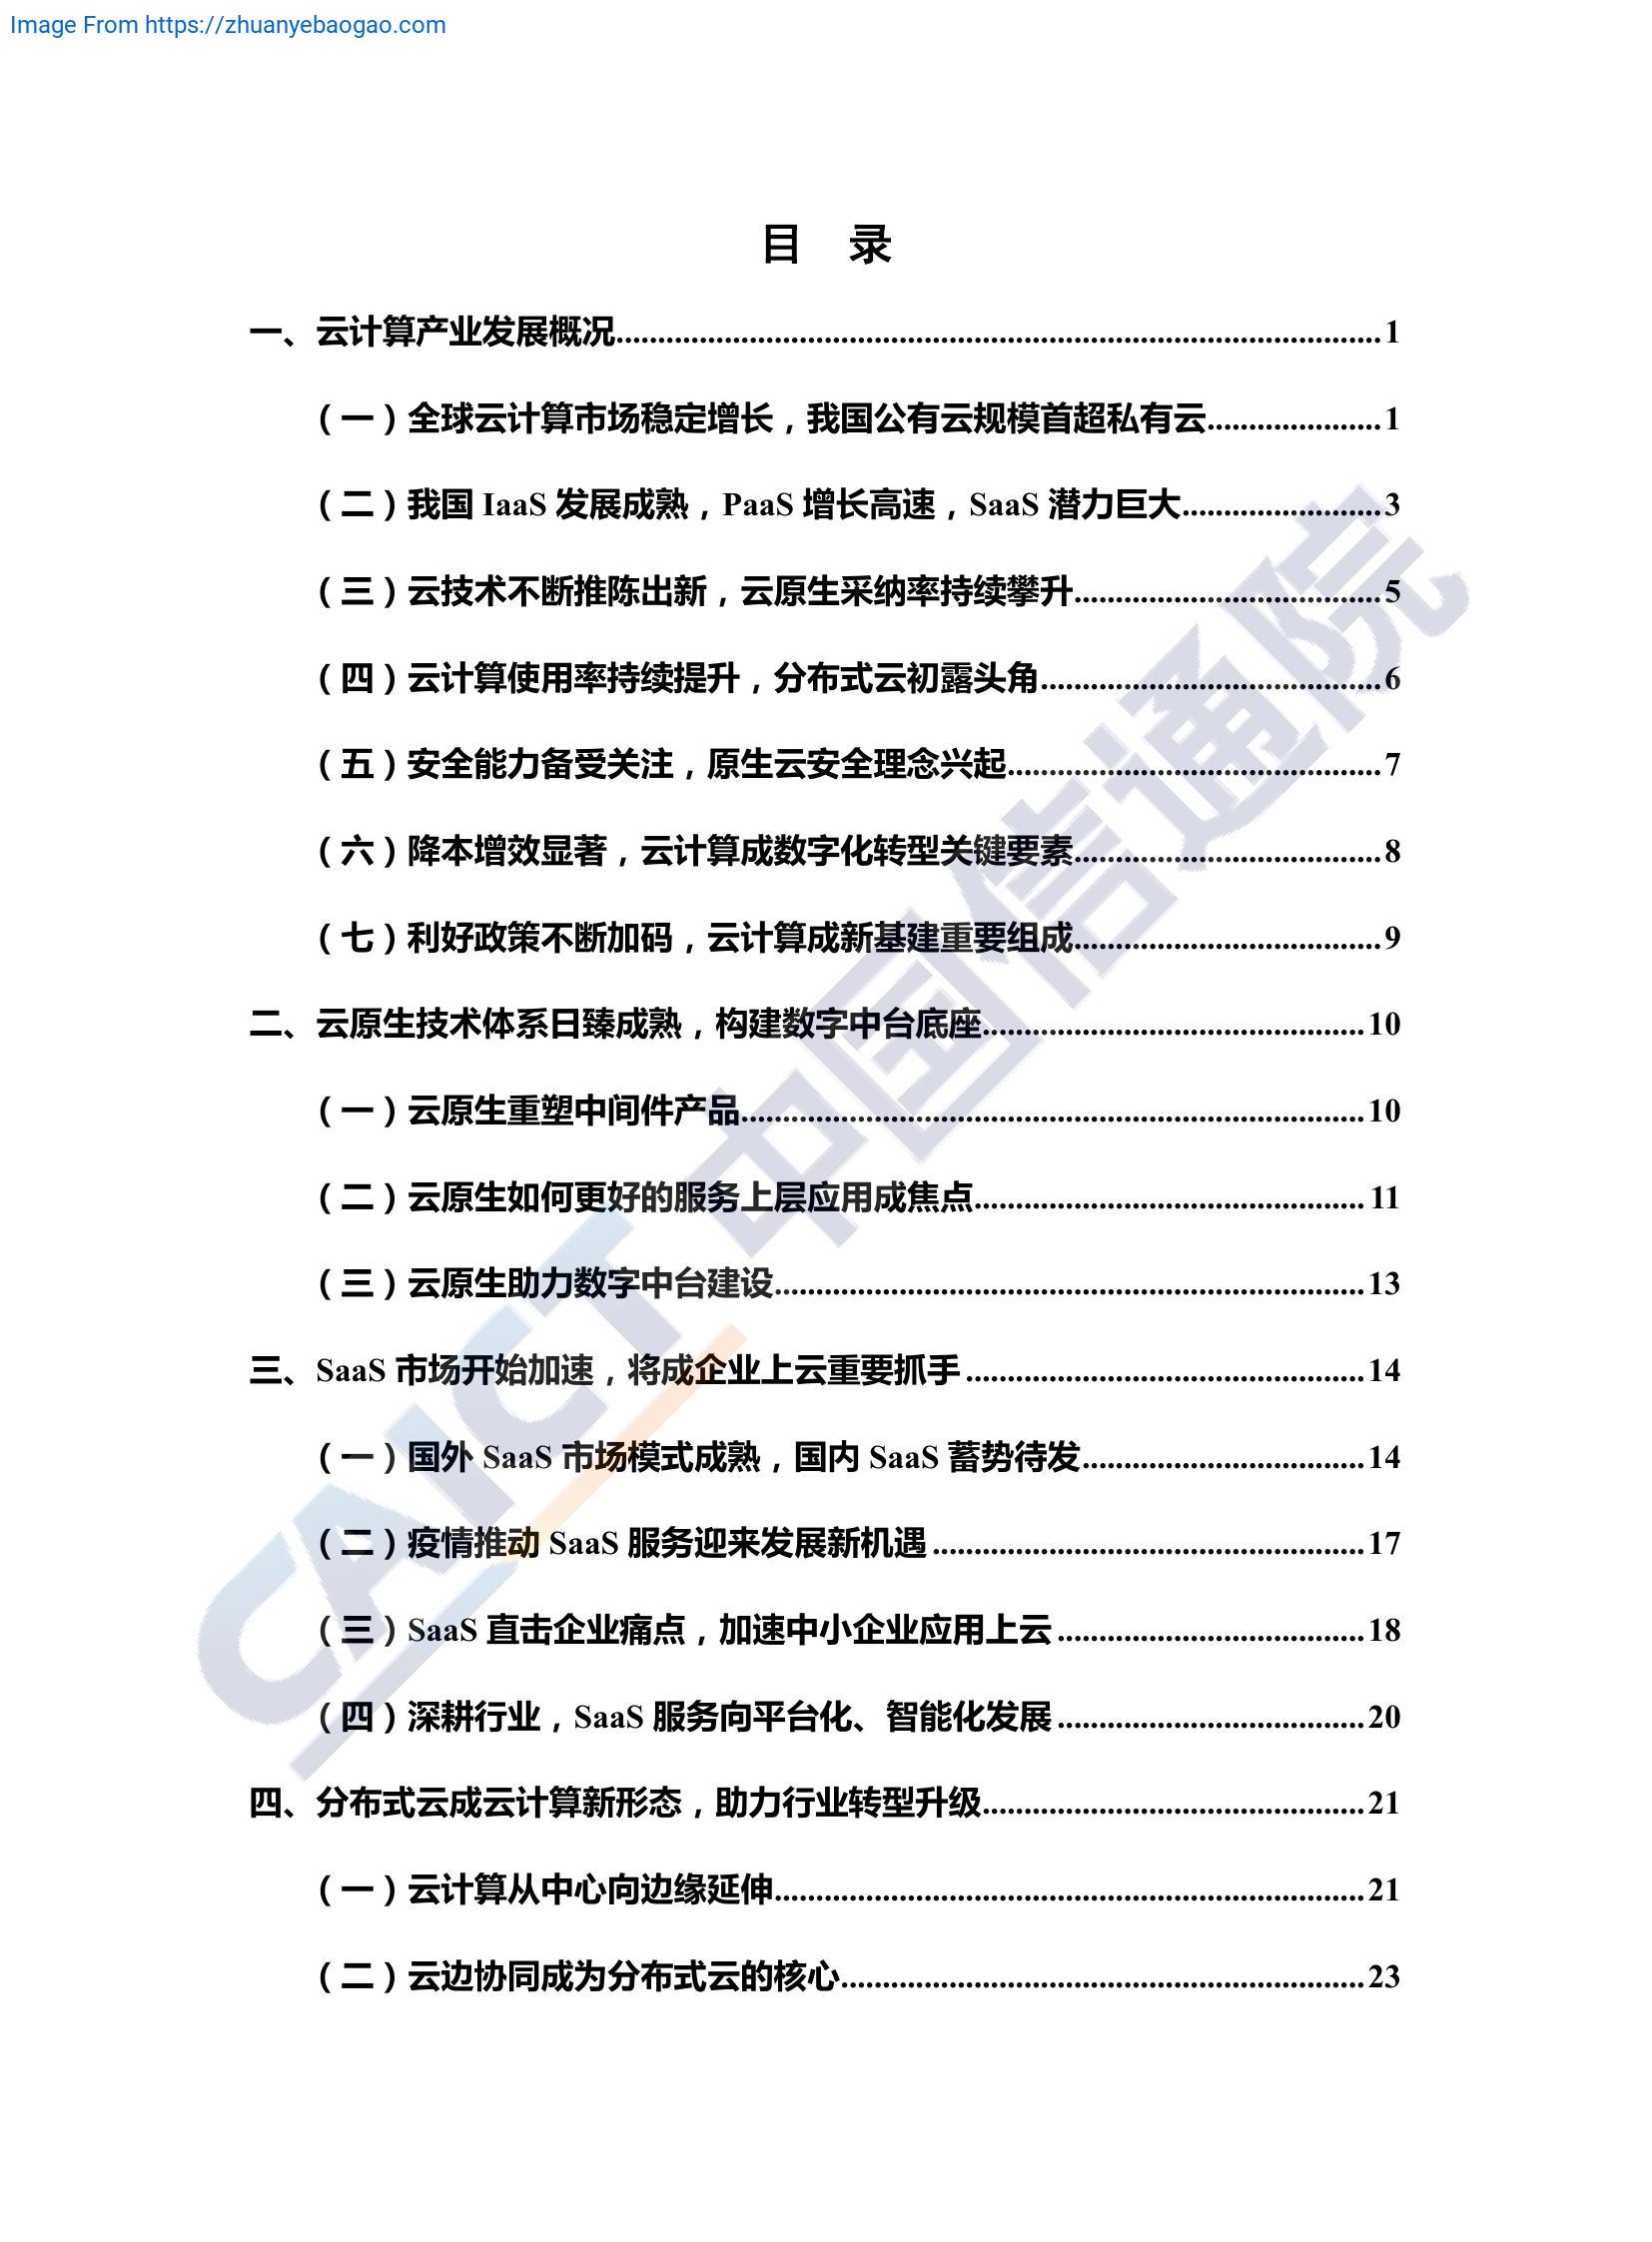 Image From https://zhuanyebaogao.com
目 录
一、云计算产业发展概况....................1
（一）全球云计算市场稳定增长，我国公有云规模首超私有云....................1
（二）我国 IaaS 发展成熟，PaaS 增长高速，SaaS 潜力巨大....................3
（三）云技术不断推陈出新，云原生采纳率持续攀升....................5
（四）云计算使用率持续提升，分布式云初露头角....................6
（五）安全能力备受关注，原生云安全理念兴起....................7
（六）降本增效显著，云计算成数字化转型关键要素....................8
（七）利好政策不断加码，云计算成新基建重要组成....................9
二、云原生技术体系日臻成熟，构建数字中台底座....................10
（一）云原生重塑中间件产品....................10
（二）云原生如何更好的服务上层应用成焦点....................11
（三）云原生助力数字中台建设....................13
三、SaaS 市场开始加速，将成企业上云重要抓手....................14
（一）国外 SaaS 市场模式成熟，国内 SaaS 蓄势待发....................14
（二）疫情推动 SaaS 服务迎来发展新机遇....................17
（三）SaaS 直击企业痛点，加速中小企业应用上云....................18
（四）深耕行业，SaaS 服务向平台化、智能化发展....................20
四、分布式云成云计算新形态，助力行业转型升级....................21
（一）云计算从中心向边缘延伸....................21
（二）云边协同成为分布式云的核心....................23
CAICT 中国信通院